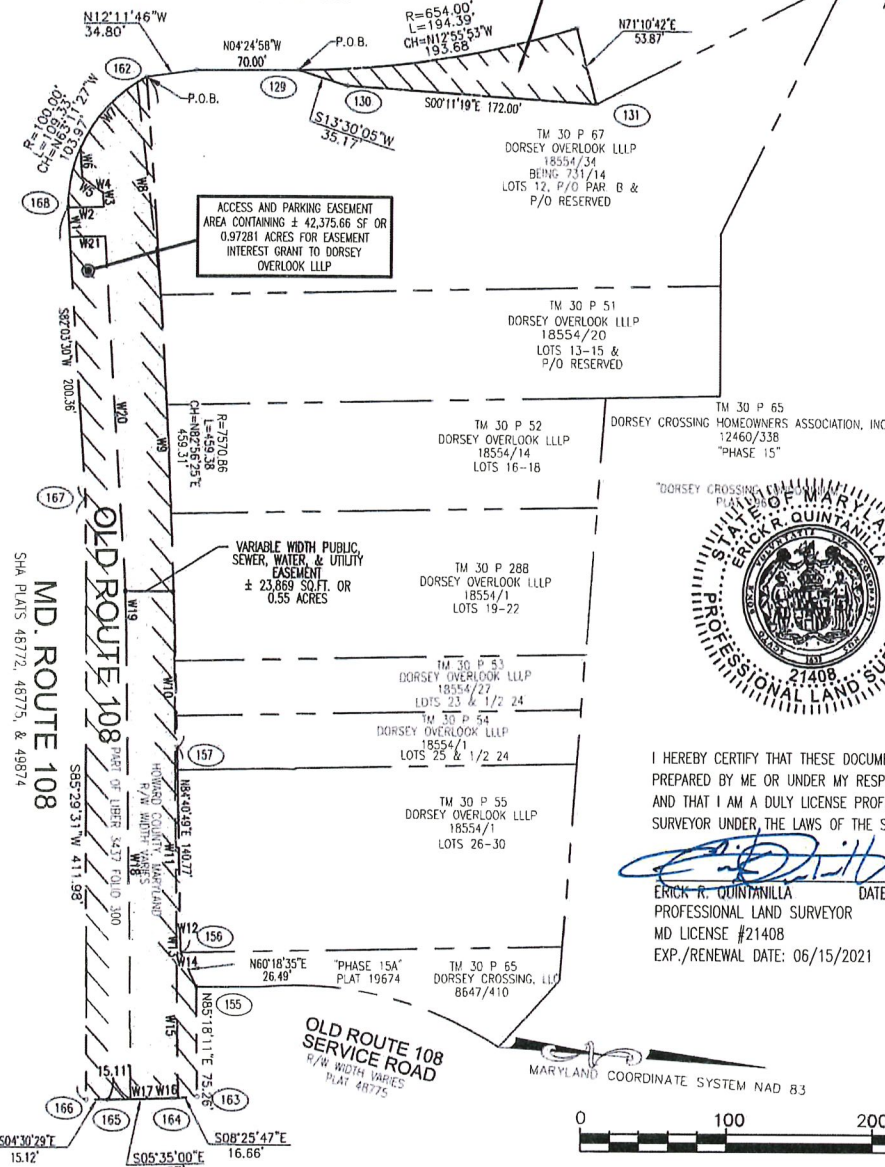 N12°11'46"W
34.80'
N04°24'58"W
70.00'
P.O.B.
R=654.00'
L=194.39'
CH=N12°55'53"W
193.68'
N71°10'42"E
53.87'
162
P.O.B.
129
130
S13°30'05"W
35.17'
S00°11'19"E 172.00'
131
R=100.00'
L=109.33'
CH=N63°11'27"W
103.97'
W7
W6
W5
W4
W3
W8
168
W2
W1
W21
TM 30 P 67
DORSEY OVERLOOK LLLP
18554/34
BEING 731/14
LOTS 12, P/O PAR B &
P/O RESERVED
ACCESS AND PARKING EASEMENT
AREA CONTAINING ± 42,375.66 SF OR
0.97281 ACRES FOR EASEMENT
INTEREST GRANT TO DORSEY
OVERLOOK LLLP
TM 30 P 51
DORSEY OVERLOOK LLLP
18554/20
LOTS 13-15 &
P/O RESERVED
S82°03'30"W 200.36'
W20
W9
R=7570.86
L=459.38
CH=N82°56'25"E
459.31'
TM 30 P 52
DORSEY OVERLOOK LLLP
18554/14
LOTS 16-18
TM 30 P 65
DORSEY CROSSING HOMEOWNERS ASSOCIATION, INC
12460/338
"PHASE 15"
"DORSEY CROSSING CONDOMINIUM"
STATE OF MARYLA
ERICK R. QUINTANILLA
21408
PROFESSIONAL LAND SU
167
OLD ROUTE 108
VARIABLE WIDTH PUBLIC,
SEWER, WATER, & UTILITY
EASEMENT
± 23,869 SQ.FT. OR
0.55 ACRES
TM 30 P 288
DORSEY OVERLOOK LLLP
18554/1
LOTS 19-22
W19
MD. ROUTE 108
SHA PLATS 48772, 48775, & 49874
W10
TM 30 P 53
DORSEY OVERLOOK LLLP
18554/27
LOTS 23 & 1/2 24
TM 30 P 54
DORSEY OVERLOOK LLLP
18554/1
LOTS 25 & 1/2 24
157
S85°29'31"W 411.98'
PART OF LIBER 3437 FOLIO 300
W18
HOWARD COUNTY, MARYLAND
R/W WIDTH VARIES
W11
N84°40'49"E 140.77'
TM 30 P 55
DORSEY OVERLOOK LLLP
18554/1
LOTS 26-30
I HEREBY CERTIFY THAT THESE DOCUME
PREPARED BY ME OR UNDER MY RESP
AND THAT I AM A DULY LICENSE PROF
SURVEYOR UNDER THE LAWS OF THE S
ERICK R. QUINTANILLA DATE
PROFESSIONAL LAND SURVEYOR
MD LICENSE #21408
EXP./RENEWAL DATE: 06/15/2021
W12
156
W13
W14
N60°18'35"E
26.49'
"PHASE 15A"
PLAT 19674
TM 30 P 65
DORSEY CROSSING, LLC
8647/410
155
W15
N85°18'11"E 75.26'
OLD ROUTE 108
SERVICE ROAD
R/W WIDTH VARIES
PLAT 48775
MARYLAND COORDINATE SYSTEM NAD 83
15.11'
W17 W16
166
165
164
163
S04°30'29"E
15.12'
S05°35'00"E
S08°25'47"E
16.66'
0 100 200